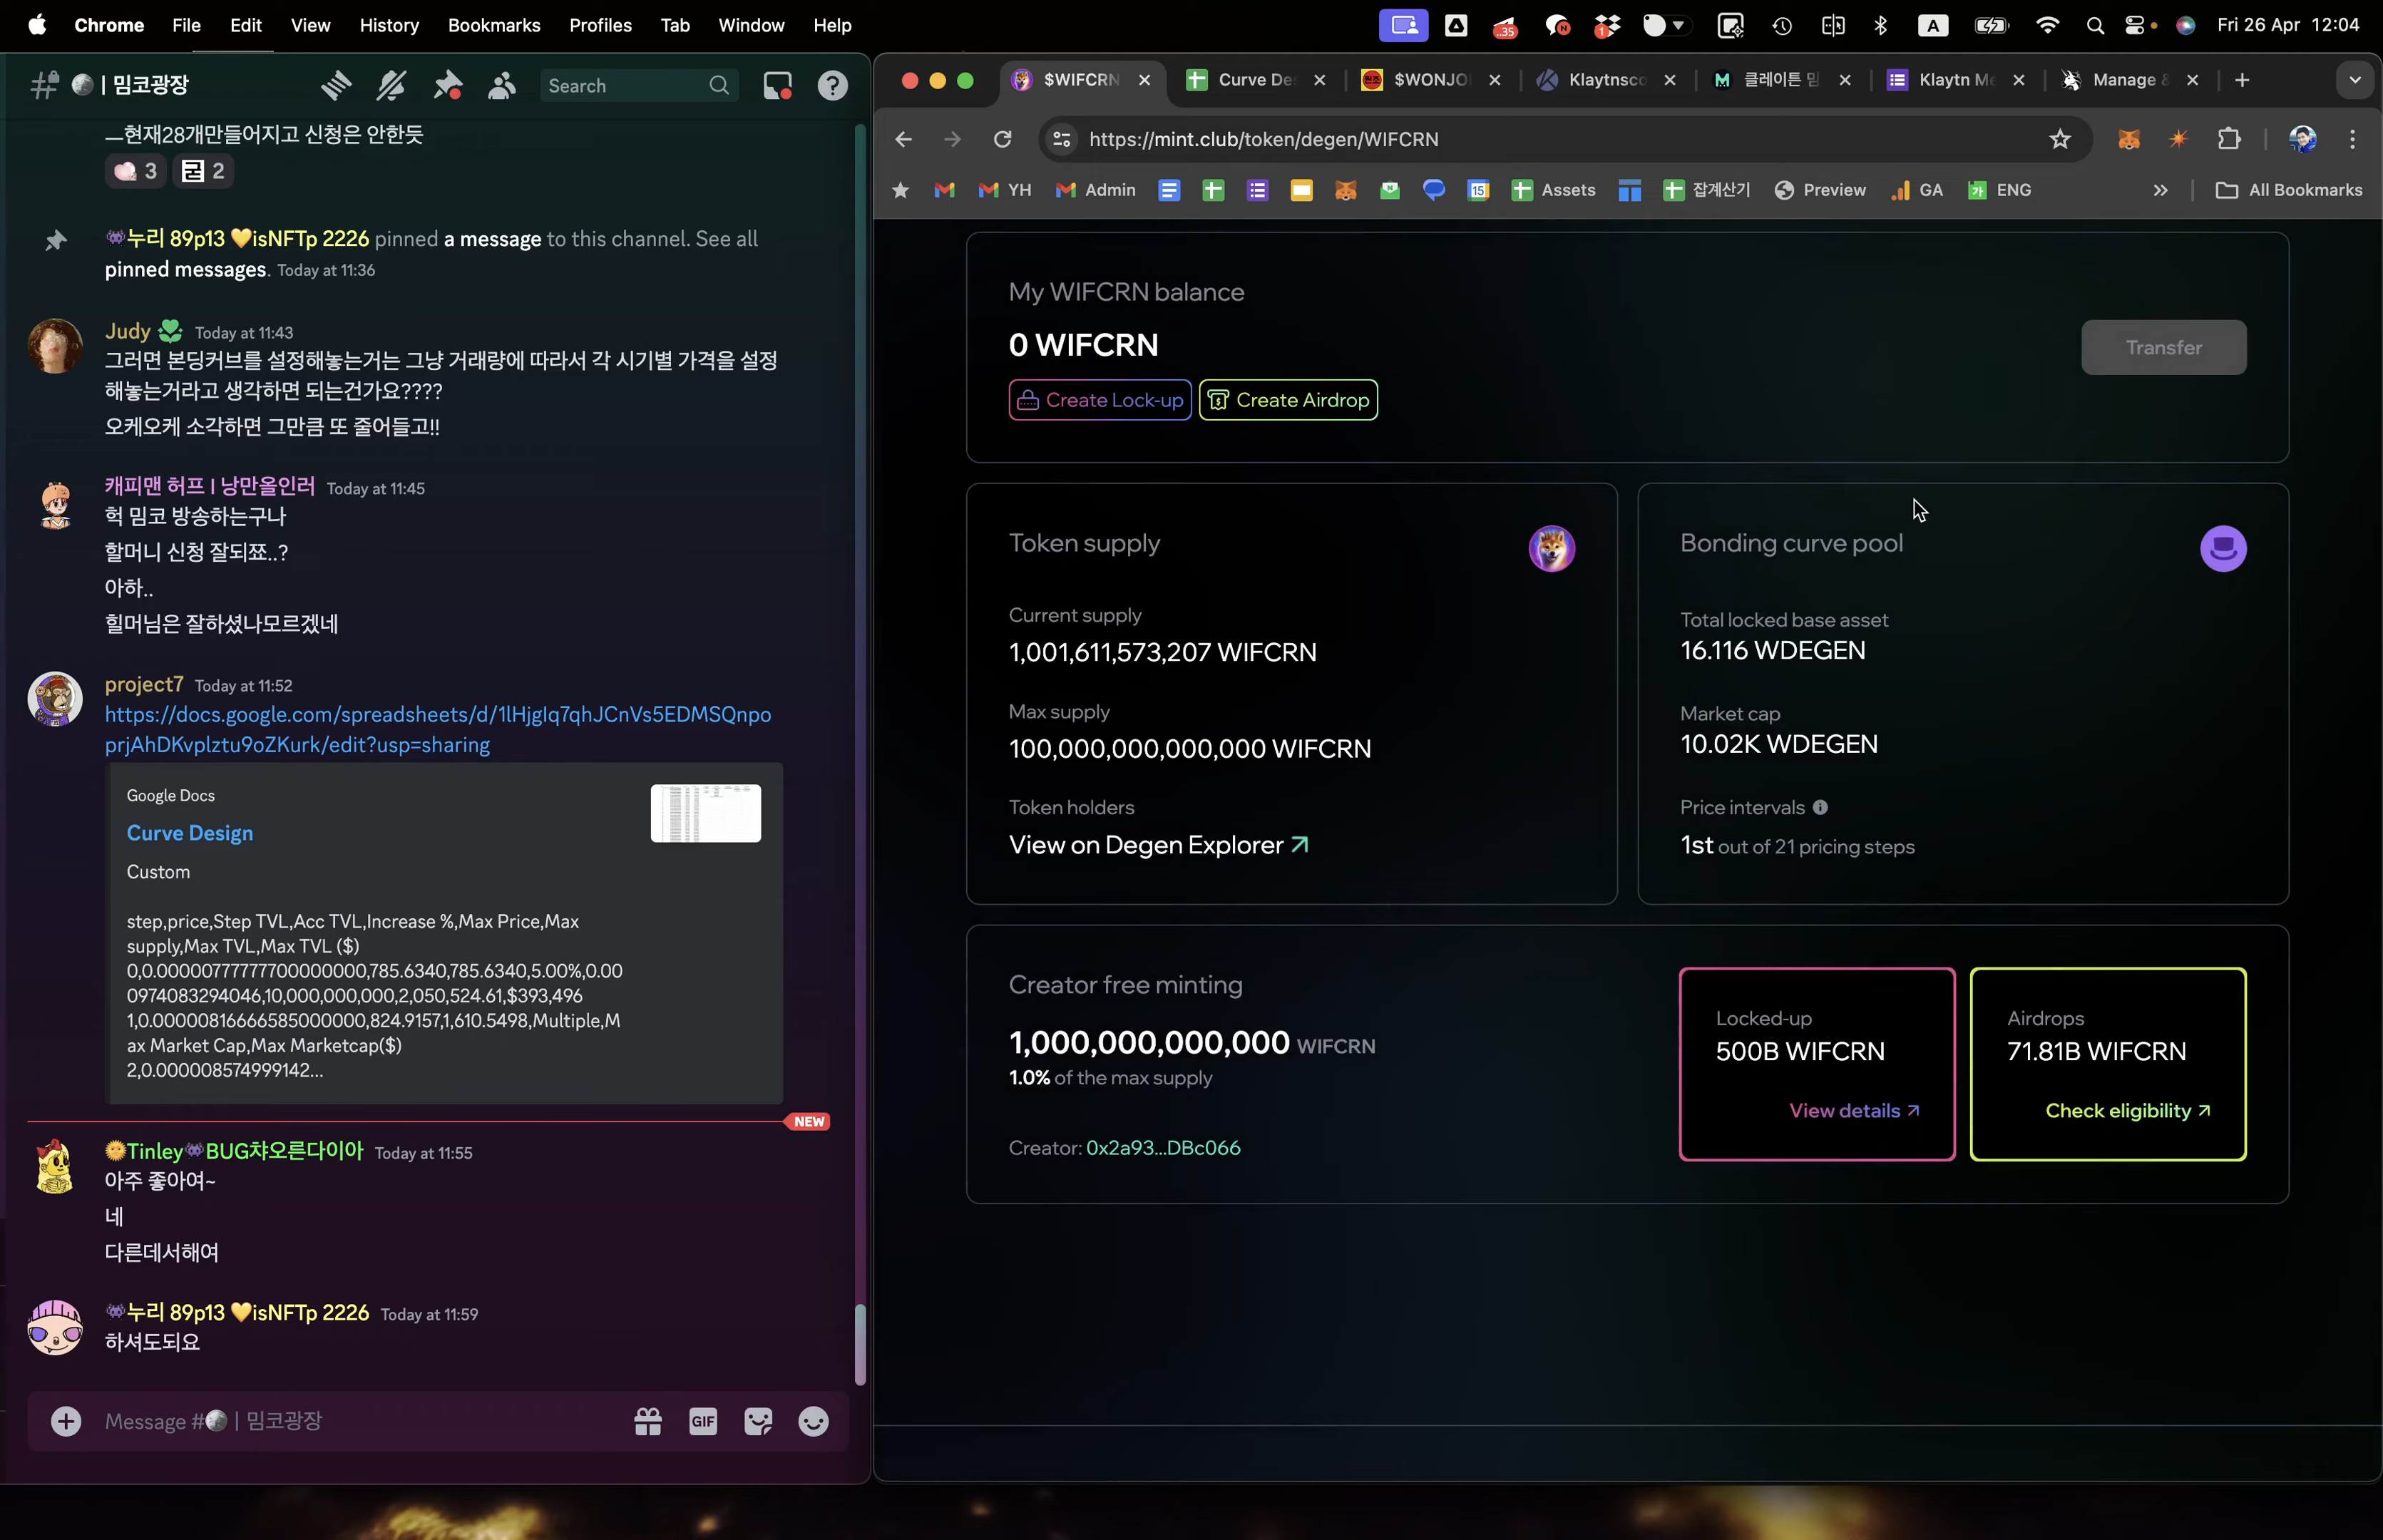 Chrome File Edit View History Bookmarks Profiles Tab Window Help
A
Fri 26 Apr 12:04
| 밈코광장
Search
ㅡ현재28개만들어지고 신청은 안한듯
3
굳 2
누리 89p13 💛isNFTp 2226 pinned a message to this channel. See all
pinned messages. Today at 11:36
Judy Today at 11:43
그러면 본딩커브를 설정해놓는거는 그냥 거래량에 따라서 각 시기별 가격을 설정
해놓는거라고 생각하면 되는건가요????
오케오케 소각하면 그만큼 또 줄어들고!!
캐피맨 허프 | 낭만올인러 Today at 11:45
헉 밈코 방송하는구나
할머니 신청 잘되쬬..?
아하..
힐머님은 잘하셨나모르겠네
project7 Today at 11:52
https://docs.google.com/spreadsheets/d/1lHjgIq7qhJCnVs5EDMSQnpo
prjAhDKvplztu9oZKurk/edit?usp=sharing
Google Docs
Curve Design
Custom
step,price,Step TVL,Acc TVL,Increase %,Max Price,Max
supply,Max TVL,Max TVL ($)
0,0.00000777777700000000,785.6340,785.6340,5.00%,0.00
00974083294046,10,000,000,000,2,050,524.61,$393,496
1,0.00000816666585000000,824.9157,1,610.5498,Multiple,M
ax Market Cap,Max Marketcap($)
2,0.000008574999142...
NEW
Tinley BUG챠오른다이아 Today at 11:55
아주 좋아여~
네
다른데서해여
누리 89p13 💛isNFTp 2226 Today at 11:59
하셔도되요
Message # | 밈코광장
GIF
$WIFCRN
Curve De
$WONJO
Klaytnsco
클레이튼 밈
Klaytn Me
Manage &
https://mint.club/token/degen/WIFCRN
YH
Admin
15
Assets
잡계산기
Preview
GA
ENG
All Bookmarks
My WIFCRN balance
0 WIFCRN
Create Lock-up
Create Airdrop
Transfer
Token supply
Current supply
1,001,611,573,207 WIFCRN
Max supply
100,000,000,000,000 WIFCRN
Token holders
View on Degen Explorer
Bonding curve pool
Total locked base asset
16.116 WDEGEN
Market cap
10.02K WDEGEN
Price intervals
1st out of 21 pricing steps
Creator free minting
1,000,000,000,000 WIFCRN
1.0% of the max supply
Creator: 0x2a93...DBc066
Locked-up
500B WIFCRN
View details
Airdrops
71.81B WIFCRN
Check eligibility